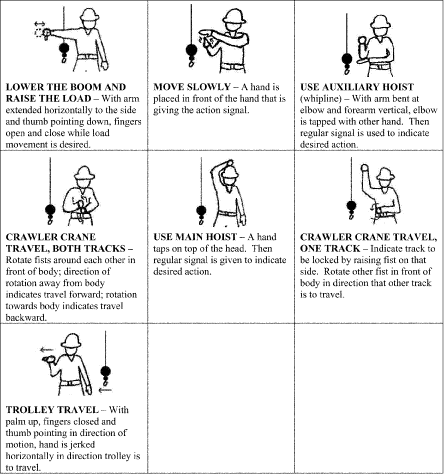 LOWER THE BOOM AND
RAISE THE LOAD – With arm
extended horizontally to the side
and thumb pointing down, fingers
open and close while load
movement is desired.
MOVE SLOWLY – A hand is
placed in front of the hand that is
giving the action signal.
USE AUXILIARY HOIST
(whipline) – With arm bent at
elbow and forearm vertical, elbow
is tapped with other hand. Then
regular signal is used to indicate
desired action.
CRAWLER CRANE
TRAVEL, BOTH TRACKS –
Rotate fists around each other in
front of body; direction of
rotation away from body
indicates travel forward; rotation
towards body indicates travel
backward.
USE MAIN HOIST – A hand
taps on top of the head. Then
regular signal is given to indicate
desired action.
CRAWLER CRANE TRAVEL,
ONE TRACK – Indicate track to
be locked by raising fist on that
side. Rotate other fist in front of
body in direction that other track
is to travel.
TROLLEY TRAVEL – With
palm up, fingers closed and
thumb pointing in direction of
motion, hand is jerked
horizontally in direction trolley is
to travel.